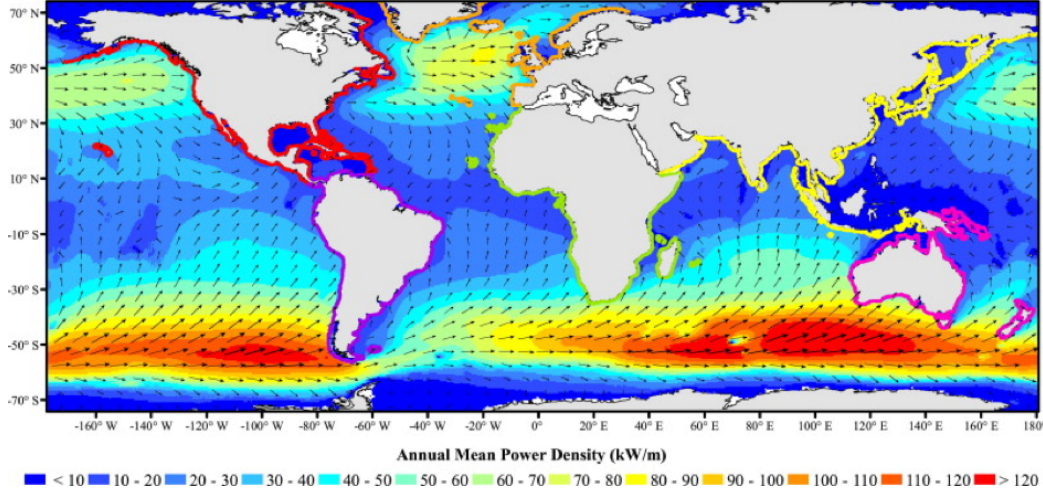 70° N
50° N
30° N
10° N
-10° S
-30° S
-50° S
-70° S
-160° W -140° W -120° W -100° W -80° W -60° W -40° W -20° W 0° 20° E 40° E 60° E 80° E 100° E 120° E 140° E 160° E 180°
Annual Mean Power Density (kW/m)
< 10 10 - 20 20 - 30 30 - 40 40 - 50 50 - 60 60 - 70 70 - 80 80 - 90 90 - 100 100 - 110 110 - 120 > 120